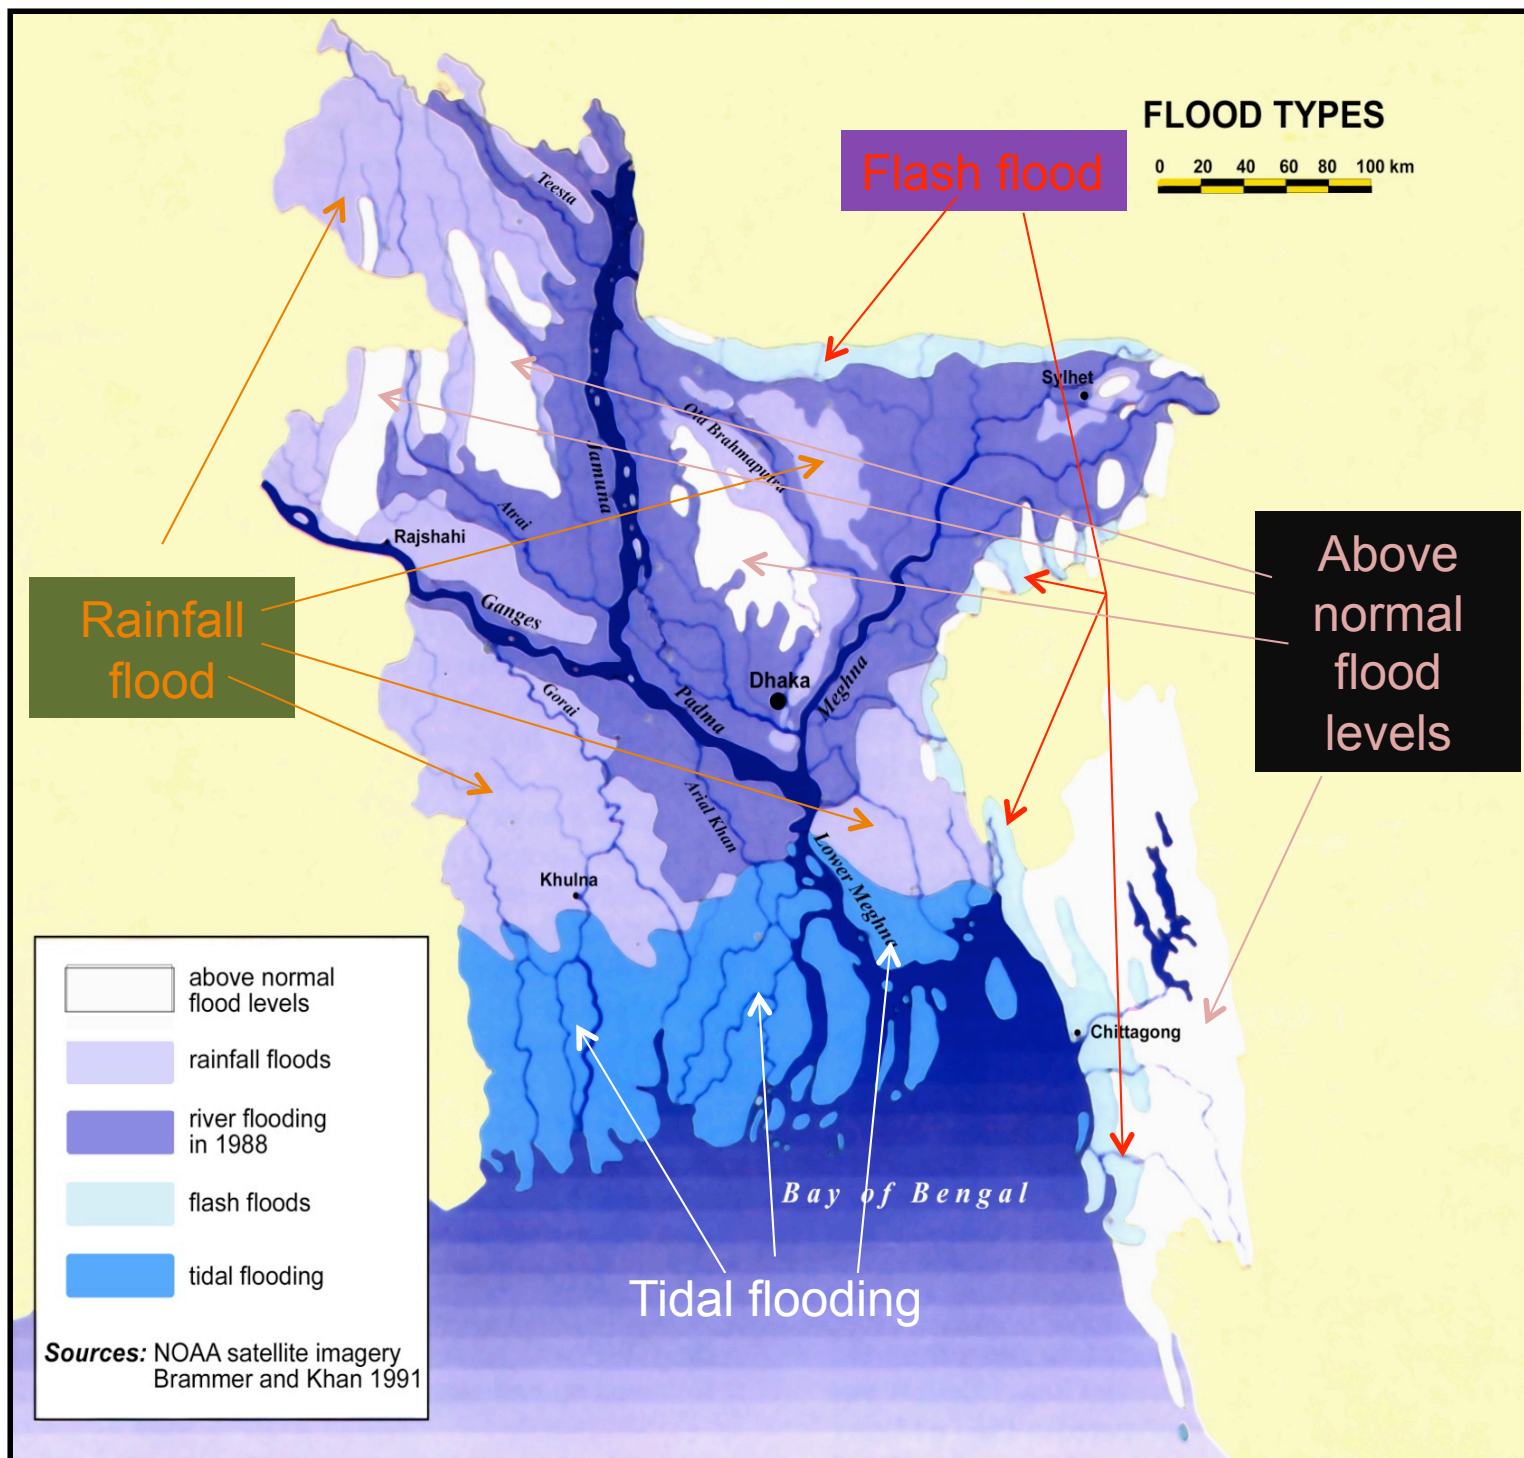 FLOOD TYPES
0 20 40 60 80 100 km
Flash flood
Teesta
Sylhet
Old Brahmaputra
Jamuna
Atrai
Rajshahi
Above
normal
flood
levels
Rainfall
flood
Ganges
Dhaka
Meghna
Padma
Gorai
Arial Khan
Lower Meghna
Khulna
Chittagong
Bay of Bengal
Tidal flooding
above normal
flood levels
rainfall floods
river flooding
in 1988
flash floods
tidal flooding
Sources: NOAA satellite imagery
Brammer and Khan 1991